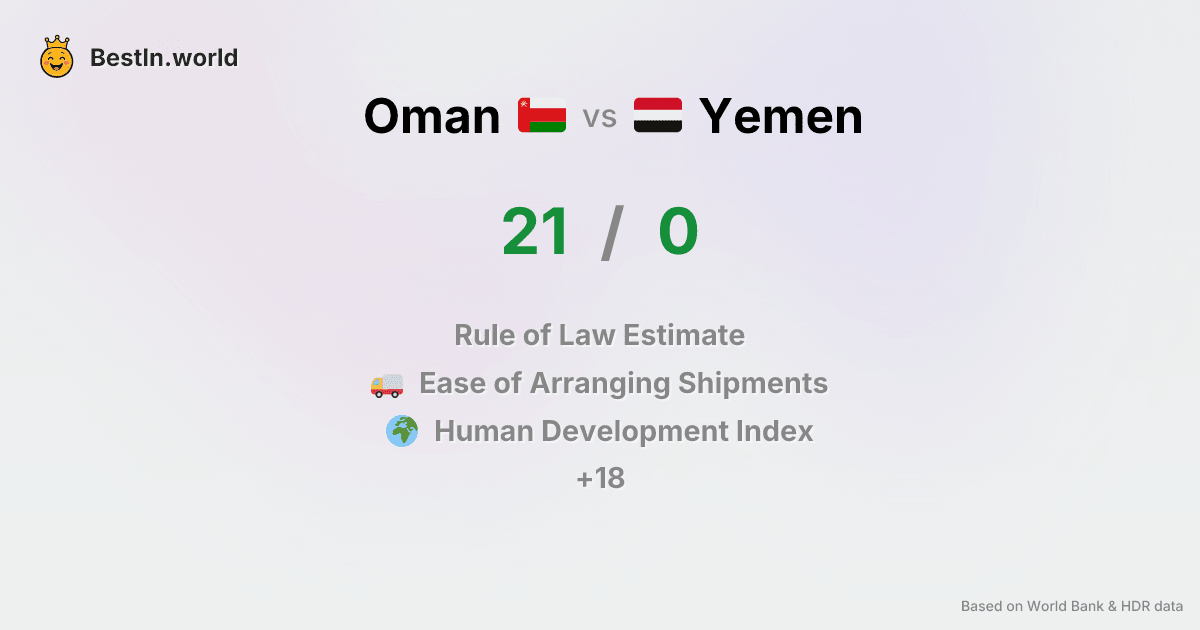 BestIn.world
Oman vs Yemen
21 / 0
Rule of Law Estimate
Ease of Arranging Shipments
Human Development Index
+18
Based on World Bank & HDR data